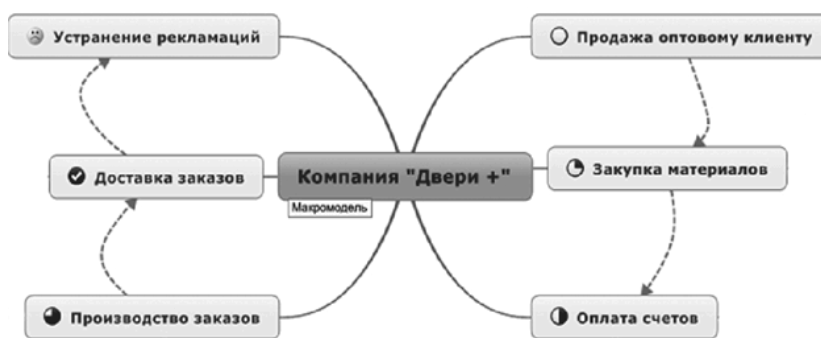 Устранение рекламаций
Продажа оптовому клиенту
Доставка заказов
Компания "Двери +"
Закупка материалов
Макромодель
Производство заказов
Оплата счетов